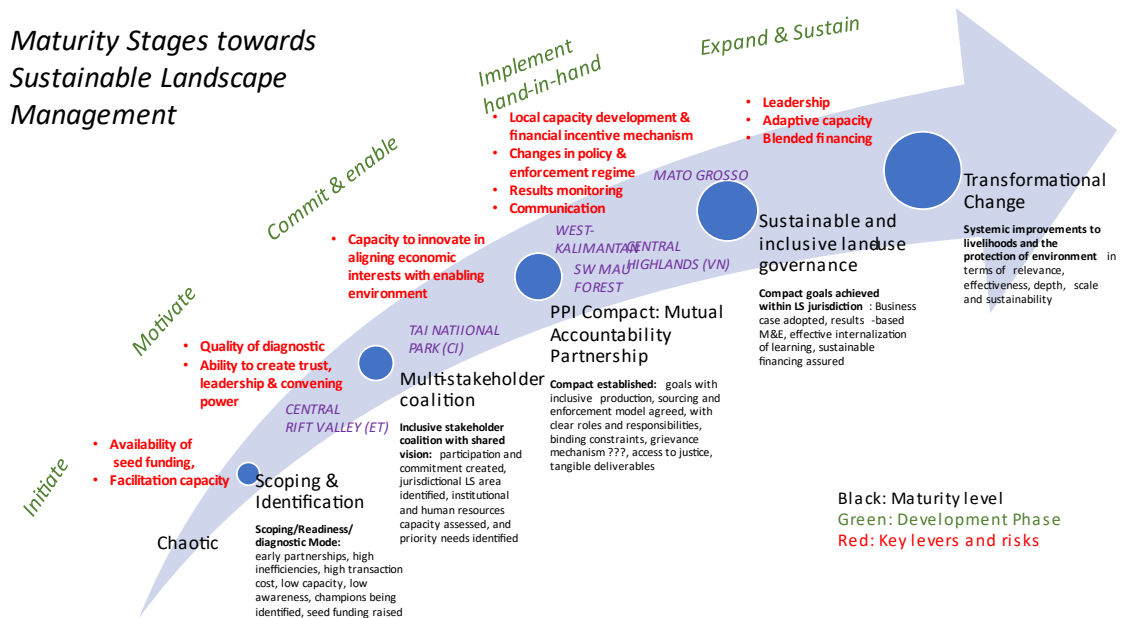 Maturity Stages towards
Sustainable Landscape
Management
Initiate
Motivate
Commit & enable
Implement
hand-in-hand
Expand & Sustain
• Availability of
seed funding,
• Facilitation capacity
• Quality of diagnostic
• Ability to create trust,
leadership & convening
power
• Capacity to innovate in
aligning economic
interests with enabling
environment
• Local capacity development &
financial incentive mechanism
• Changes in policy &
enforcement regime
• Results monitoring
• Communication
• Leadership
• Adaptive capacity
• Blended financing
CENTRAL
RIFT VALLEY (ET)
TAI NATIIONAL
PARK (CI)
WEST-
KALIMANTAN
SW MAU
FOREST
CENTRAL
HIGHLANDS (VN)
MATO GROSSO
Chaotic
Scoping &
Identification
Scoping/Readiness/
diagnostic Mode:
early partnerships, high
inefficiencies, high transaction
cost, low capacity, low
awareness, champions being
identified, seed funding raised
Multi-stakeholder
coalition
Inclusive stakeholder
coalition with shared
vision: participation and
commitment created,
jurisdictional LS area
identified, institutional
and human resources
capacity assessed, and
priority needs identified
PPI Compact: Mutual
Accountability
Partnership
Compact established: goals with
inclusive production, sourcing and
enforcement model agreed, with
clear roles and responsibilities,
binding constraints, grievance
mechanism ???, access to justice,
tangible deliverables
Sustainable and
inclusive landuse
governance
Compact goals achieved
within LS jurisdiction : Business
case adopted, results -based
M&E, effective internalization
of learning, sustainable
financing assured
Transformational
Change
Systemic improvements to
livelihoods and the
protection of environment in
terms of relevance,
effectiveness, depth, scale
and sustainability
Black: Maturity level
Green: Development Phase
Red: Key levers and risks